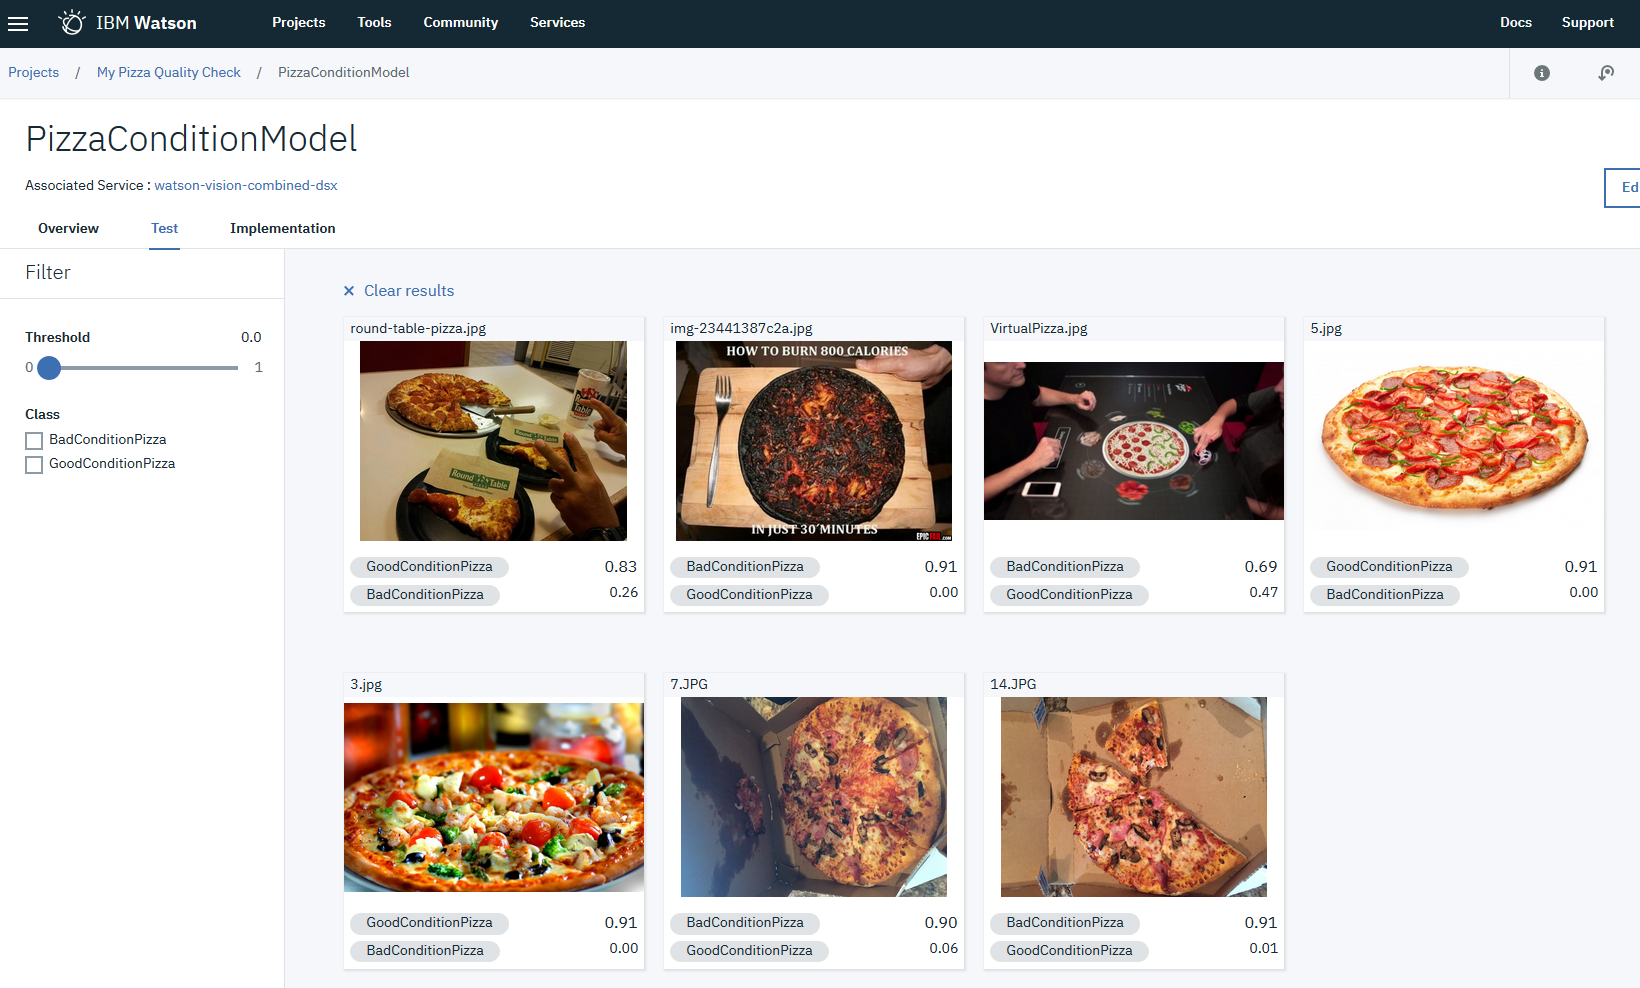 IBM Watson Projects Tools Community Services Docs Support
Projects / My Pizza Quality Check / PizzaConditionModel
PizzaConditionModel
Associated Service : watson-vision-combined-dsx
Ed
Overview Test Implementation
Filter
Threshold 0.0
0 1
Class
BadConditionPizza
GoodConditionPizza
× Clear results
round-table-pizza.jpg
Round Table
Round Table
GoodConditionPizza 0.83
BadConditionPizza 0.26
img-23441387c2a.jpg
HOW TO BURN 800 CALORIES
IN JUST 30 MINUTES
EPIC FAIL.COM
BadConditionPizza 0.91
GoodConditionPizza 0.00
VirtualPizza.jpg
BadConditionPizza 0.69
GoodConditionPizza 0.47
5.jpg
GoodConditionPizza 0.91
BadConditionPizza 0.00
3.jpg
GoodConditionPizza 0.91
BadConditionPizza 0.00
7.JPG
BadConditionPizza 0.90
GoodConditionPizza 0.06
14.JPG
BadConditionPizza 0.91
GoodConditionPizza 0.01